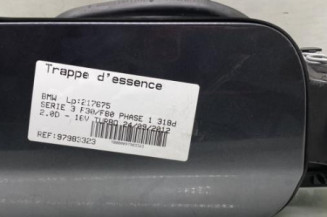 Trappe d'essence
BMW Lp:217675
SERIE 3 F30/F80 PHASE 1 318d
2.0D - 16V TURBO 24/09/2012
REF:97983323